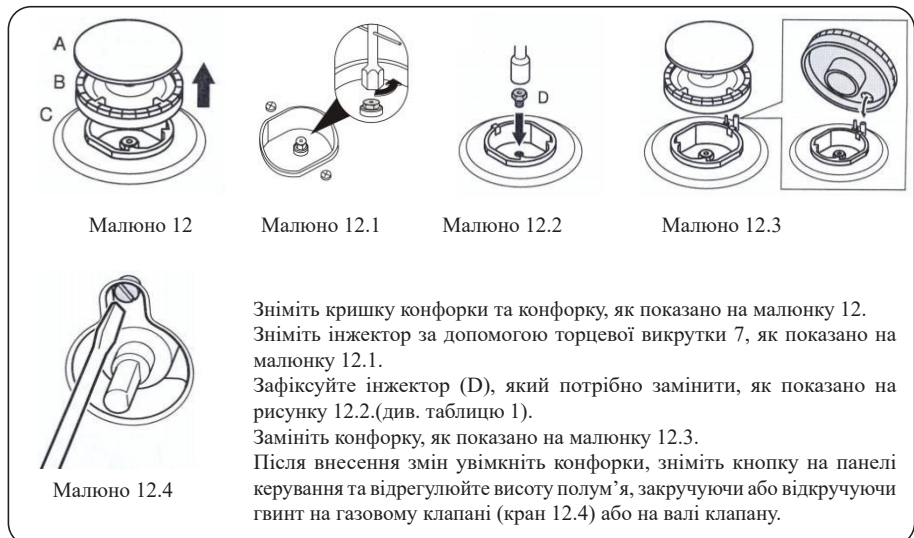 A
B
C
D
Малюно 12
Малюно 12.1
Малюно 12.2
Малюно 12.3
Малюно 12.4
Зніміть кришку конфорки та конфорку, як показано на малюнку 12.
Зніміть інжектор за допомогою торцевої викрутки 7, як показано на
малюнку 12.1.
Зафіксуйте інжектор (D), який потрібно замінити, як показано на
рисунку 12.2.(див. таблицю 1).
Замініть конфорку, як показано на малюнку 12.3.
Після внесення змін увімкніть конфорки, зніміть кнопку на панелі
керування та відрегулюйте висоту полум’я, закручуючи або відкручуючи
гвинт на газовому клапані (кран 12.4) або на валі клапану.